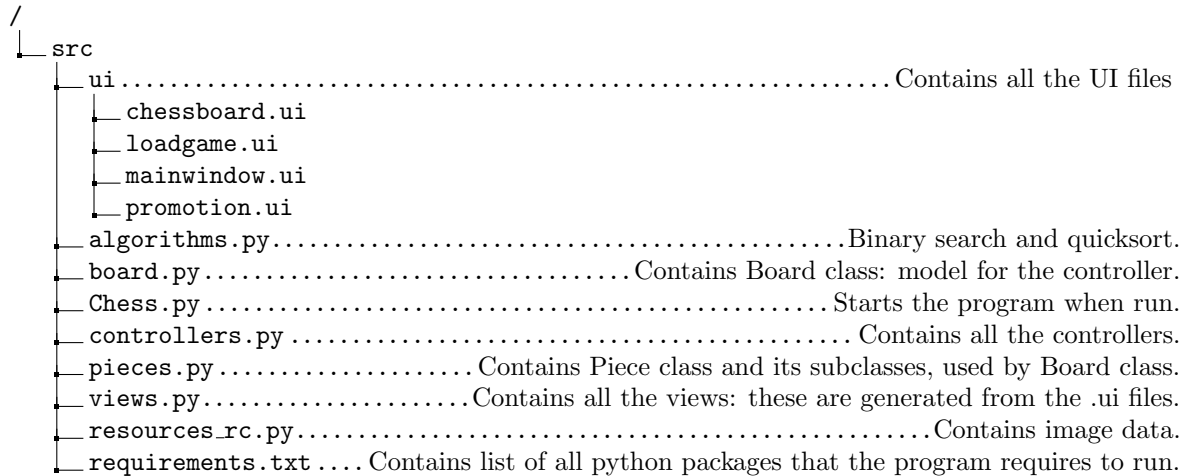 /
src
ui ................................................................ Contains all the UI files
chessboard.ui
loadgame.ui
mainwindow.ui
promotion.ui
algorithms.py ............................................... Binary search and quicksort.
board.py ................................... Contains Board class: model for the controller.
Chess.py ................................................... Starts the program when run.
controllers.py .............................................. Contains all the controllers.
pieces.py ..................... Contains Piece class and its subclasses, used by Board class.
views.py ...................... Contains all the views: these are generated from the .ui files.
resources_rc.py .................................................... Contains image data.
requirements.txt .... Contains list of all python packages that the program requires to run.